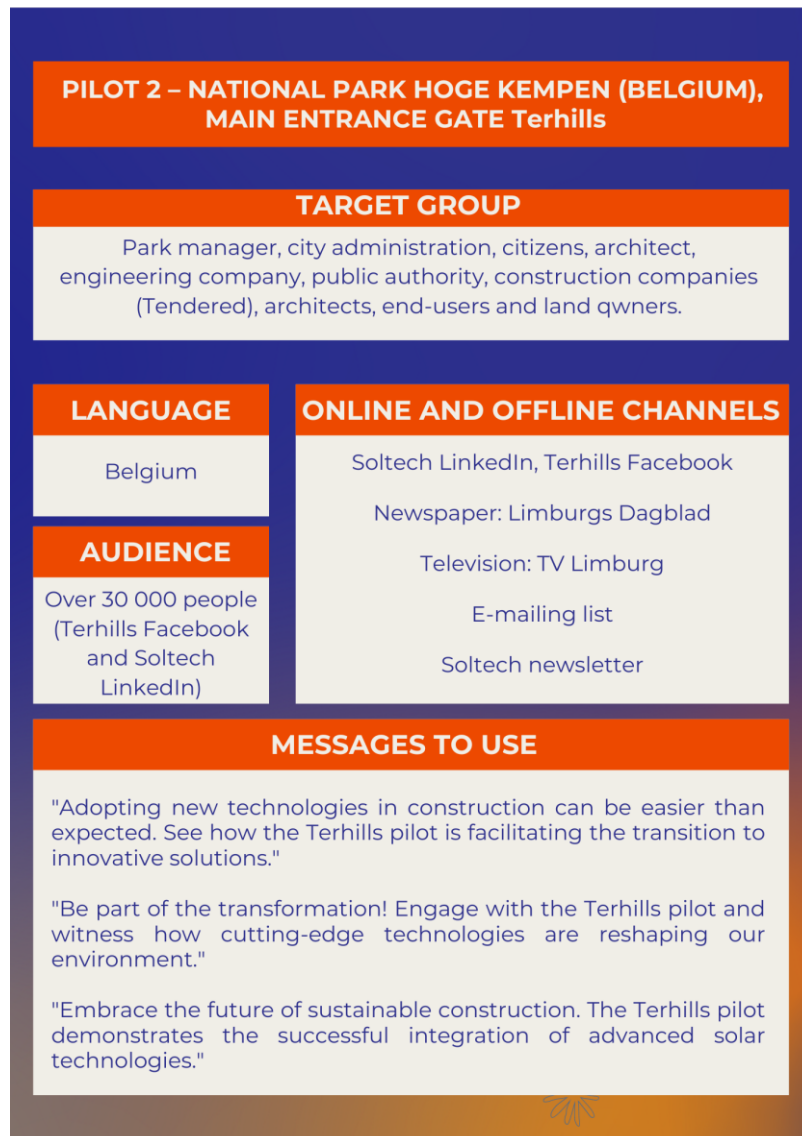 PILOT 2 – NATIONAL PARK HOGE KEMPEN (BELGIUM),
MAIN ENTRANCE GATE Terhills
TARGET GROUP
Park manager, city administration, citizens, architect,
engineering company, public authority, construction companies
(Tendered), architects, end-users and land qwners.
LANGUAGE
Belgium
AUDIENCE
Over 30 000 people
(Terhills Facebook
and Soltech
LinkedIn)
ONLINE AND OFFLINE CHANNELS
Soltech LinkedIn, Terhills Facebook
Newspaper: Limburgs Dagblad
Television: TV Limburg
E-mailing list
Soltech newsletter
MESSAGES TO USE
"Adopting new technologies in construction can be easier than
expected. See how the Terhills pilot is facilitating the transition to
innovative solutions."
"Be part of the transformation! Engage with the Terhills pilot and
witness how cutting-edge technologies are reshaping our
environment."
"Embrace the future of sustainable construction. The Terhills pilot
demonstrates the successful integration of advanced solar
technologies."